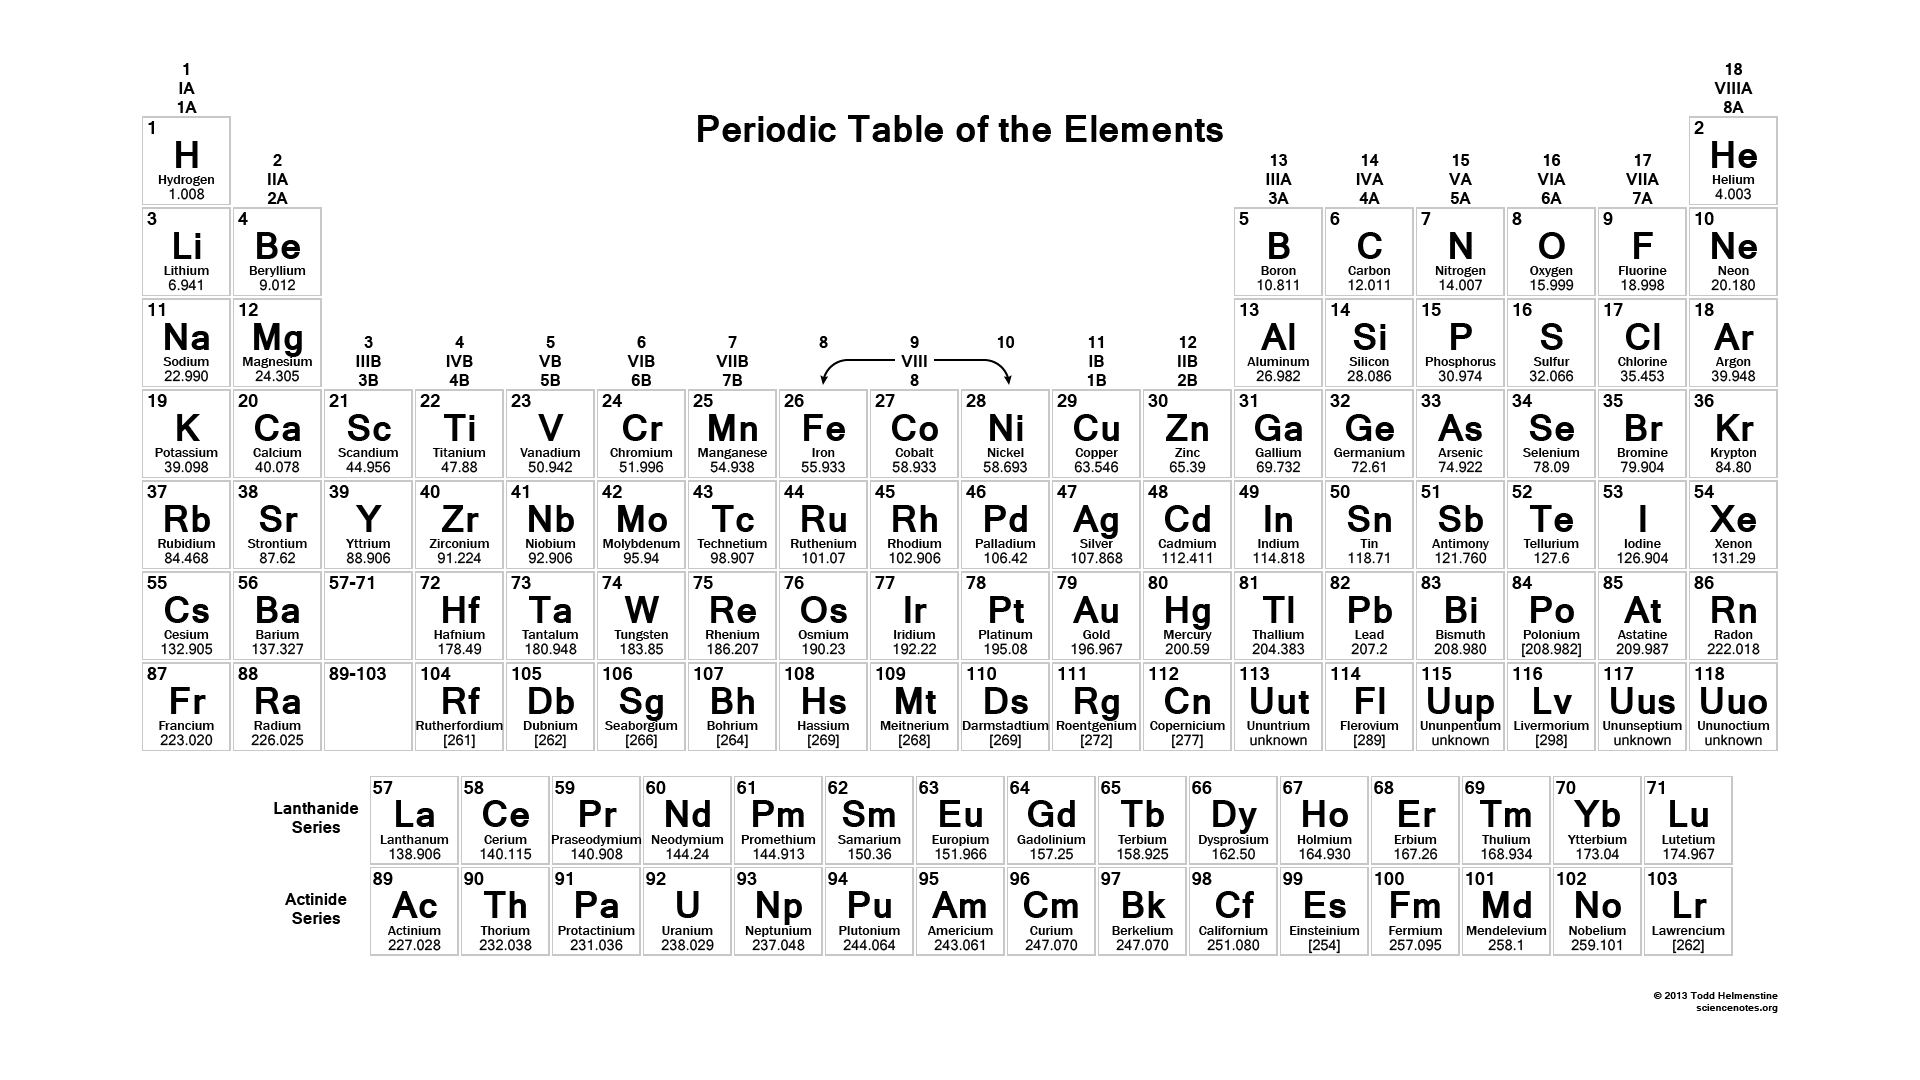 1
IA
1A
18
VIIIA
8A
Periodic Table of the Elements
1
H
Hydrogen
1.008
2
IIA
2A
13
IIIA
3A
14
IVA
4A
15
VA
5A
16
VIA
6A
17
VIIA
7A
2
He
Helium
4.003
3
Li
Lithium
6.941
4
Be
Beryllium
9.012
5
B
Boron
10.811
6
C
Carbon
12.011
7
N
Nitrogen
14.007
8
O
Oxygen
15.999
9
F
Fluorine
18.998
10
Ne
Neon
20.180
11
Na
Sodium
22.990
12
Mg
Magnesium
24.305
3
IIIB
3B
4
IVB
4B
5
VB
5B
6
VIB
6B
7
VIIB
7B
8
9
10
VIII
8
11
IB
1B
12
IIB
2B
13
Al
Aluminum
26.982
14
Si
Silicon
28.086
15
P
Phosphorus
30.974
16
S
Sulfur
32.066
17
Cl
Chlorine
35.453
18
Ar
Argon
39.948
19
K
Potassium
39.098
20
Ca
Calcium
40.078
21
Sc
Scandium
44.956
22
Ti
Titanium
47.88
23
V
Vanadium
50.942
24
Cr
Chromium
51.996
25
Mn
Manganese
54.938
26
Fe
Iron
55.933
27
Co
Cobalt
58.933
28
Ni
Nickel
58.693
29
Cu
Copper
63.546
30
Zn
Zinc
65.39
31
Ga
Gallium
69.732
32
Ge
Germanium
72.61
33
As
Arsenic
74.922
34
Se
Selenium
78.09
35
Br
Bromine
79.904
36
Kr
Krypton
84.80
37
Rb
Rubidium
84.468
38
Sr
Strontium
87.62
39
Y
Yttrium
88.906
40
Zr
Zirconium
91.224
41
Nb
Niobium
92.906
42
Mo
Molybdenum
95.94
43
Tc
Technetium
98.907
44
Ru
Ruthenium
101.07
45
Rh
Rhodium
102.906
46
Pd
Palladium
106.42
47
Ag
Silver
107.868
48
Cd
Cadmium
112.411
49
In
Indium
114.818
50
Sn
Tin
118.71
51
Sb
Antimony
121.760
52
Te
Tellurium
127.6
53
I
Iodine
126.904
54
Xe
Xenon
131.29
55
Cs
Cesium
132.905
56
Ba
Barium
137.327
57-71
72
Hf
Hafnium
178.49
73
Ta
Tantalum
180.948
74
W
Tungsten
183.85
75
Re
Rhenium
186.207
76
Os
Osmium
190.23
77
Ir
Iridium
192.22
78
Pt
Platinum
195.08
79
Au
Gold
196.967
80
Hg
Mercury
200.59
81
Tl
Thallium
204.383
82
Pb
Lead
207.2
83
Bi
Bismuth
208.980
84
Po
Polonium
[208.982]
85
At
Astatine
209.987
86
Rn
Radon
222.018
87
Fr
Francium
223.020
88
Ra
Radium
226.025
89-103
104
Rf
Rutherfordium
[261]
105
Db
Dubnium
[262]
106
Sg
Seaborgium
[266]
107
Bh
Bohrium
[264]
108
Hs
Hassium
[269]
109
Mt
Meitnerium
[268]
110
Ds
Darmstadtium
[269]
111
Rg
Roentgenium
[272]
112
Cn
Copernicium
[277]
113
Uut
Ununtrium
unknown
114
Fl
Flerovium
[289]
115
Uup
Ununpentium
unknown
116
Lv
Livermorium
[298]
117
Uus
Ununseptium
unknown
118
Uuo
Ununoctium
unknown
Lanthanide
Series
57
La
Lanthanum
138.906
58
Ce
Cerium
140.115
59
Pr
Praseodymium
140.908
60
Nd
Neodymium
144.24
61
Pm
Promethium
144.913
62
Sm
Samarium
150.36
63
Eu
Europium
151.966
64
Gd
Gadolinium
157.25
65
Tb
Terbium
158.925
66
Dy
Dysprosium
162.50
67
Ho
Holmium
164.930
68
Er
Erbium
167.26
69
Tm
Thulium
168.934
70
Yb
Ytterbium
173.04
71
Lu
Lutetium
174.967
Actinide
Series
89
Ac
Actinium
227.028
90
Th
Thorium
232.038
91
Pa
Protactinium
231.036
92
U
Uranium
238.029
93
Np
Neptunium
237.048
94
Pu
Plutonium
244.064
95
Am
Americium
243.061
96
Cm
Curium
247.070
97
Bk
Berkelium
247.070
98
Cf
Californium
251.080
99
Es
Einsteinium
[254]
100
Fm
Fermium
257.095
101
Md
Mendelevium
258.1
102
No
Nobelium
259.101
103
Lr
Lawrencium
[262]
© 2013 Todd Helmenstine
sciencenotes.org